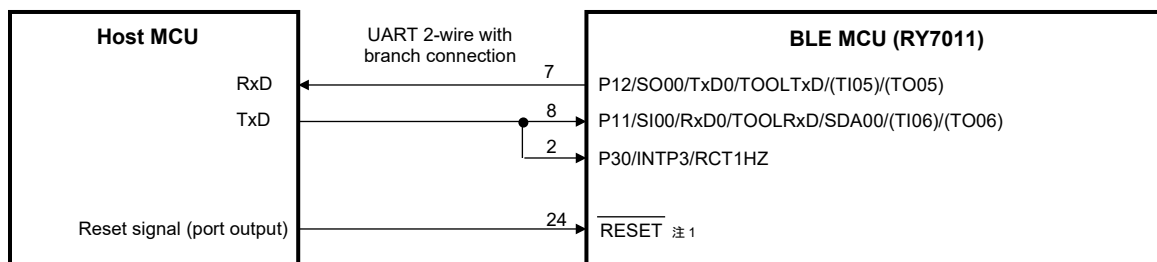 Host MCU
UART 2-wire with
branch connection
BLE MCU (RY7011)
RxD
7
P12/SO00/TxD0/TOOLTxD/(TI05)/(TO05)
TxD
8
P11/SI00/RxD0/TOOLRxD/SDA00/(TI06)/(TO06)
2
P30/INTP3/RCT1HZ
Reset signal (port output)
24
RESET 注 1